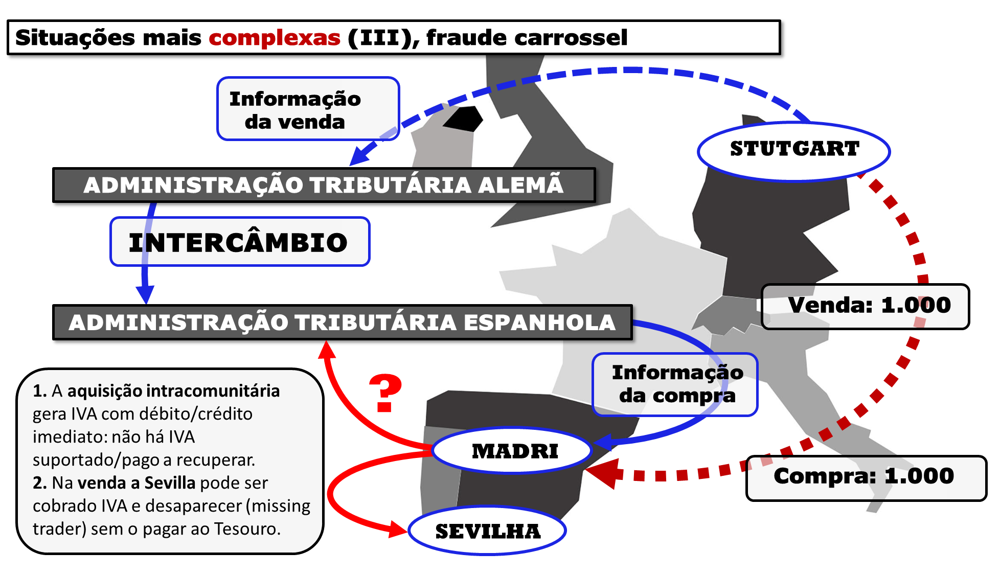 Situações mais complexas (III), fraude carrossel
Informação
da venda
STUTGART
ADMINISTRAÇÃO TRIBUTÁRIA ALEMÃ
INTERCÂMBIO
Venda: 1.000
ADMINISTRAÇÃO TRIBUTÁRIA ESPANHOLA
Informação
da compra
?
1. A aquisição intracomunitária
gera IVA com débito/crédito
imediato: não há IVA
suportado/pago a recuperar.
2. Na venda a Sevilla pode ser
cobrado IVA e desaparecer (missing
trader) sem o pagar ao Tesouro.
MADRI
Compra: 1.000
SEVILHA